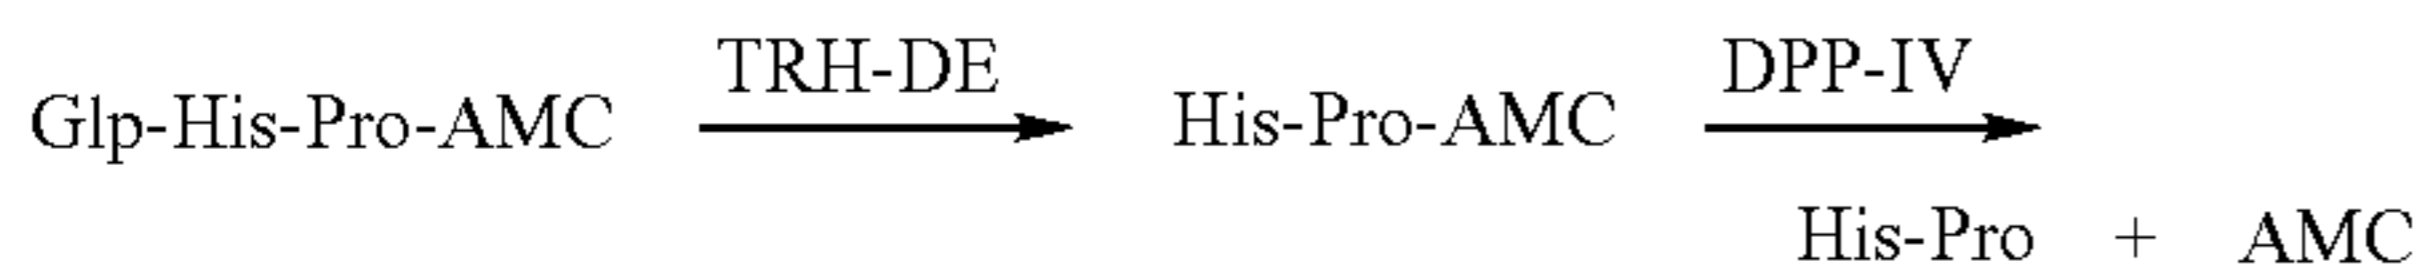 TRH-DE DPP-IV
Glp-His-Pro-AMC His-Pro-AMC
His-Pro + AMC